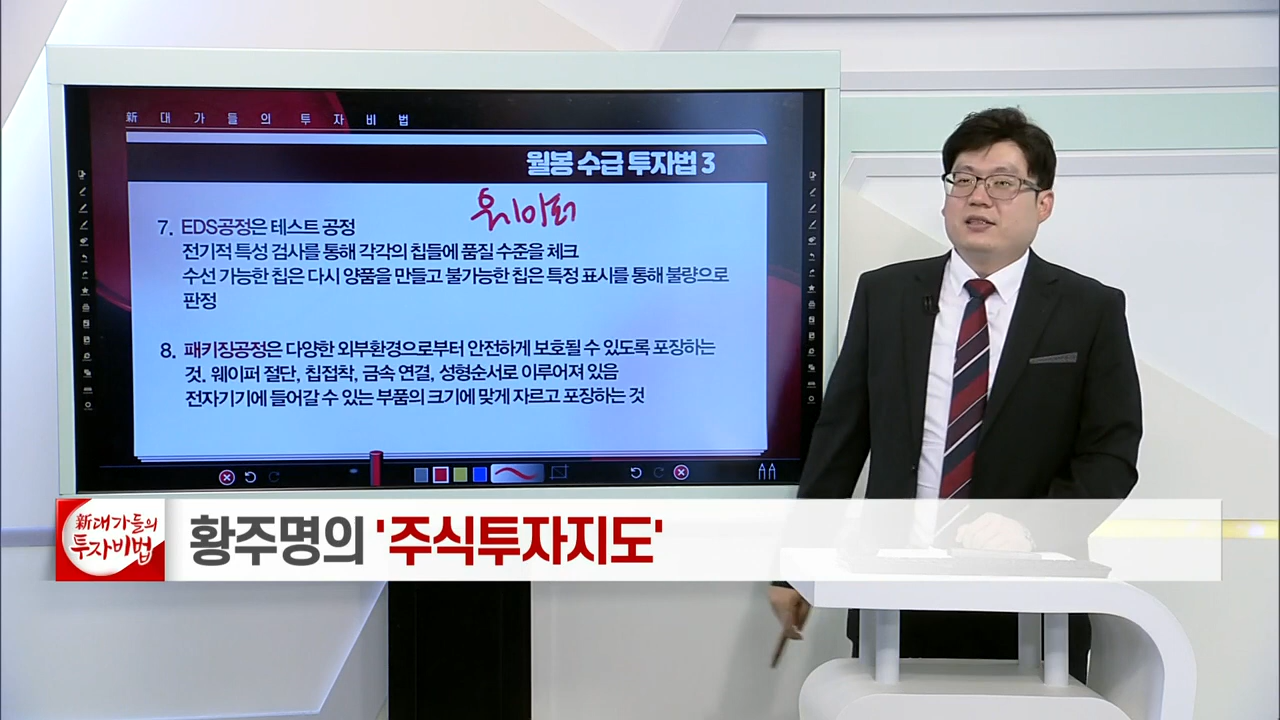 新 대 가 들 의 투 자 비 법
월봉 수급 투자법 3
7. EDS공정은 테스트 공정
전기적 특성 검사를 통해 각각의 칩들에 품질 수준을 체크
수선 가능한 칩은 다시 양품을 만들고 불가능한 칩은 특정 표시를 통해 불량으로
판정
8. 패키징공정은 다양한 외부환경으로부터 안전하게 보호될 수 있도록 포장하는
것. 웨이퍼 절단, 칩접착, 금속 연결, 성형순서로 이루어져 있음
전자기기에 들어갈 수 있는 부품의 크기에 맞게 자르고 포장하는 것
新대가들의
투자비법
황주명의 '주식투자지도'